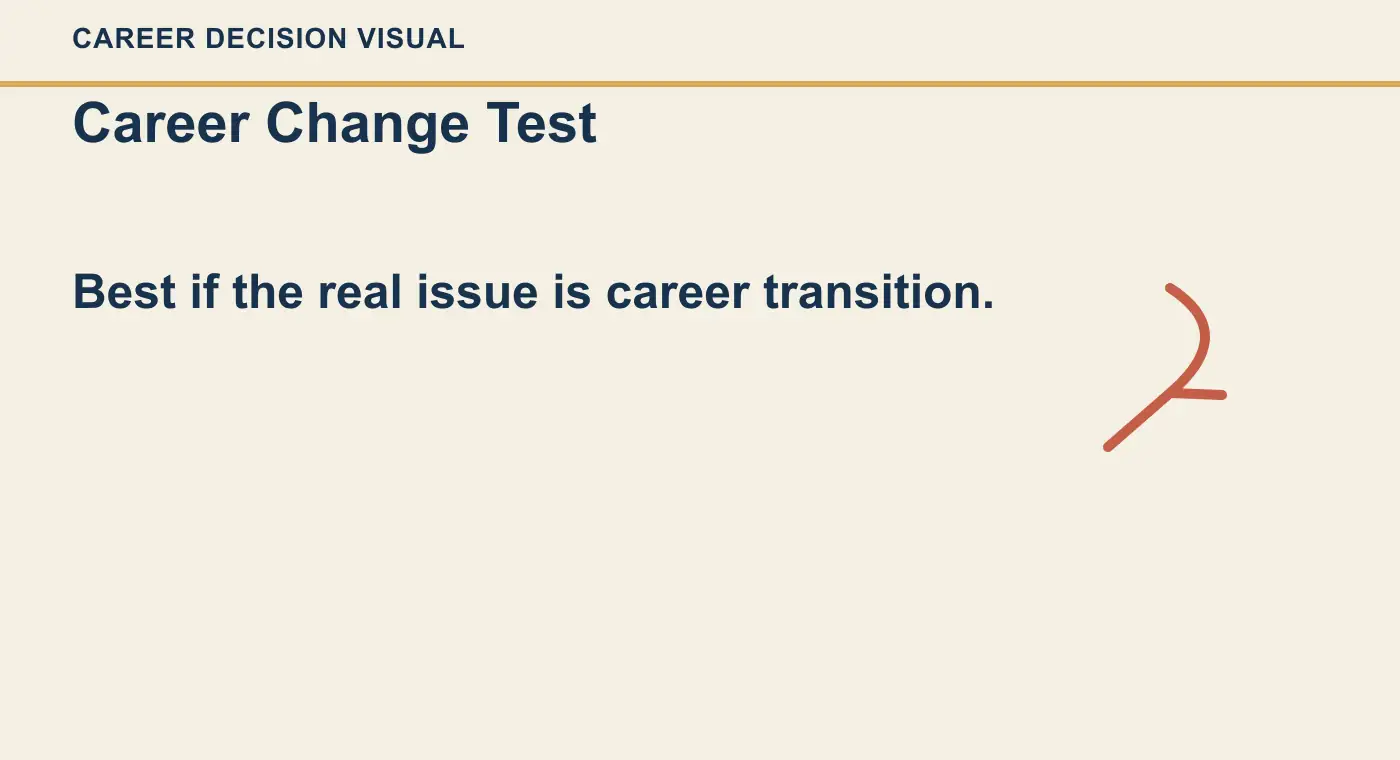 CAREER DECISION VISUAL
Career Change Test
Best if the real issue is career transition.